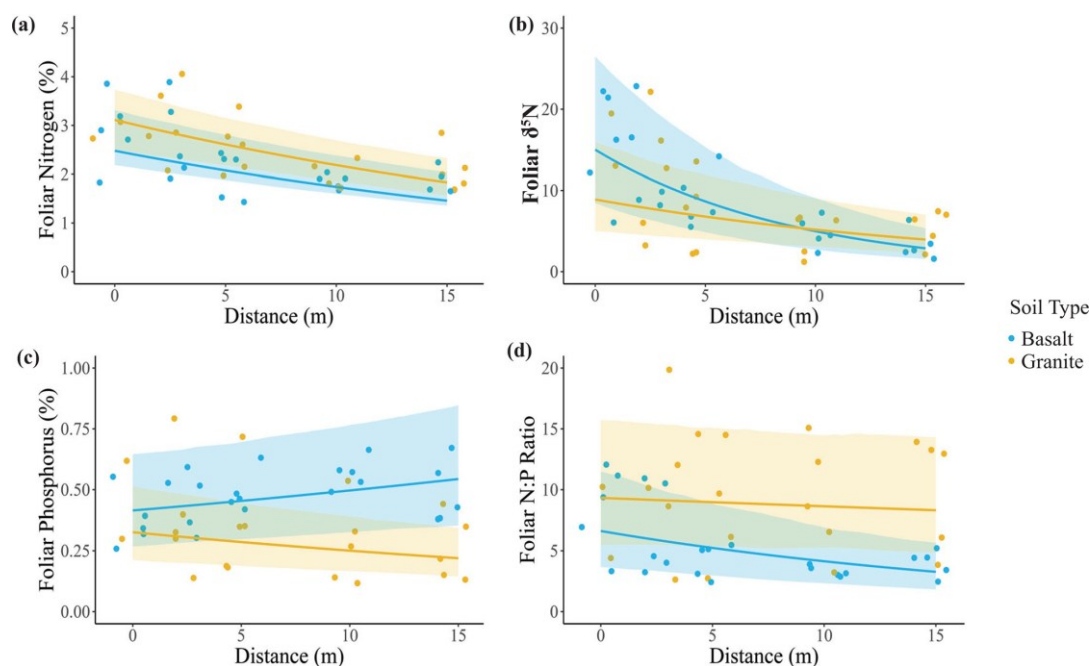 (a)
Foliar Nitrogen (%)
5
4
3
2
1
0
0 5 10 15
Distance (m)
(b)
Foliar δ⁵N
30
20
10
0
0 5 10 15
Distance (m)
Soil Type
Basalt
Granite
(c)
Foliar Phosphorus (%)
1.00
0.75
0.50
0.25
0.00
0 5 10 15
Distance (m)
(d)
Foliar N:P Ratio
20
15
10
5
0
0 5 10 15
Distance (m)